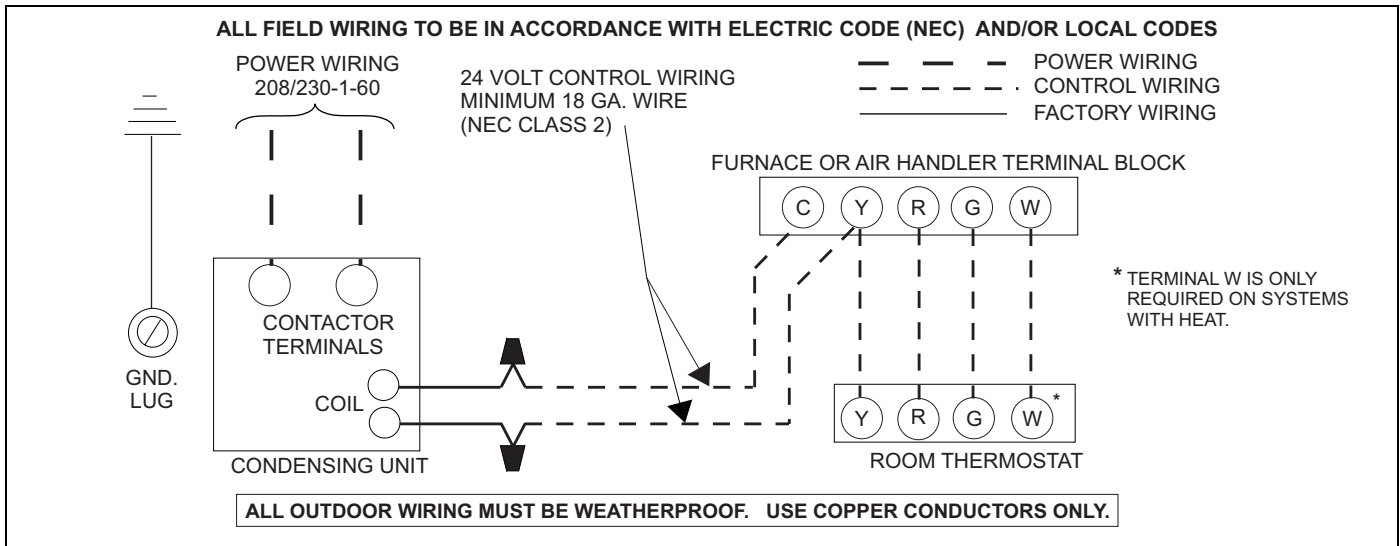 ALL FIELD WIRING TO BE IN ACCORDANCE WITH ELECTRIC CODE (NEC) AND/OR LOCAL CODES
POWER WIRING
208/230-1-60
24 VOLT CONTROL WIRING
MINIMUM 18 GA. WIRE
(NEC CLASS 2)
POWER WIRING
CONTROL WIRING
FACTORY WIRING
FURNACE OR AIR HANDLER TERMINAL BLOCK
C Y R G W
* TERMINAL W IS ONLY
REQUIRED ON SYSTEMS
WITH HEAT.
CONTACTOR
TERMINALS
GND.
LUG
COIL
CONDENSING UNIT
Y R G W *
ROOM THERMOSTAT
ALL OUTDOOR WIRING MUST BE WEATHERPROOF. USE COPPER CONDUCTORS ONLY.